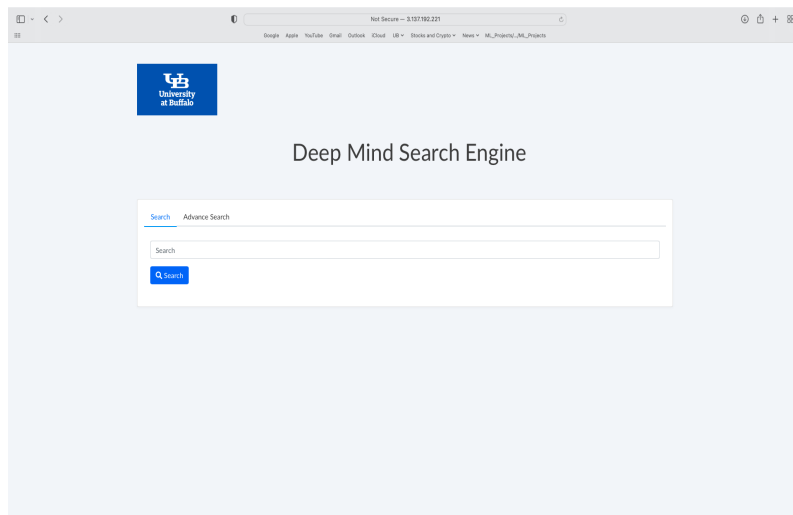 Not Secure — 3.137.192.221
Google Apple YouTube Gmail Outlook iCloud UB Stocks and Crypto News ML_Projects/.../ML_Projects
UB
University
at Buffalo
Deep Mind Search Engine
Search Advance Search
Search
Search